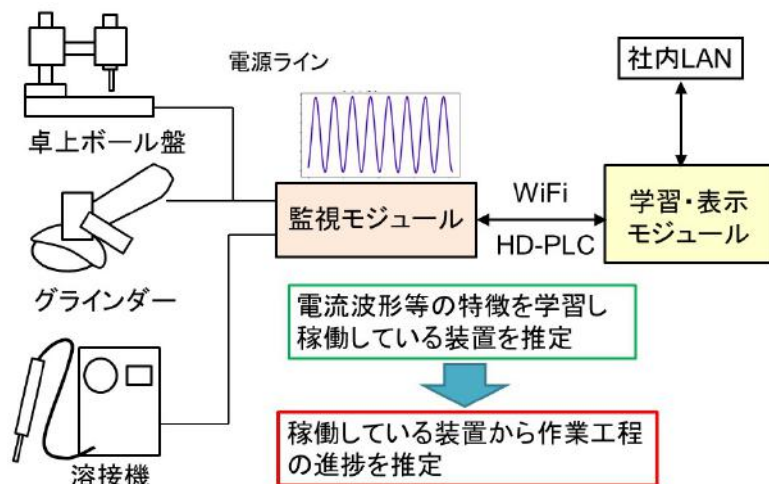 電源ライン
社内LAN
卓上ボール盤
監視モジュール
WiFi
HD-PLC
学習・表示
モジュール
グラインダー
電流波形等の特徴を学習し
稼働している装置を推定
稼働している装置から作業工程
の進捗を推定
溶接機